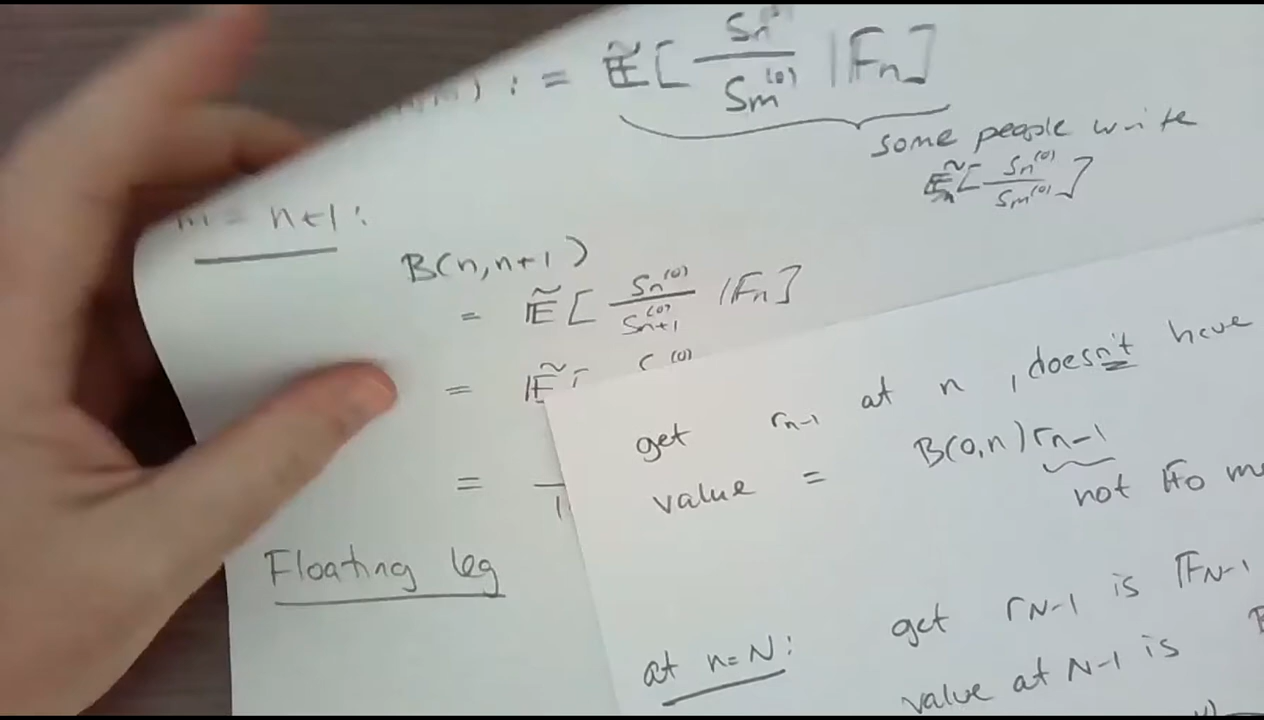 := Ẽ[ Sn⁽⁰⁾ / Sm⁽⁰⁾ | Fn ]
some people write
Ẽn[ Sn⁽⁰⁾ / Sm⁽⁰⁾ ]
m = n+1:
B(n,n+1)
= Ẽ[ Sn⁽⁰⁾ / Sn+1⁽⁰⁾ | Fn ]
= Ẽ[
=
Floating leg
get rn-1 at n, doesn't have
value = B(0,n) rn-1
not F0
at n=N: get rN-1 is FN-1
value at N-1 is